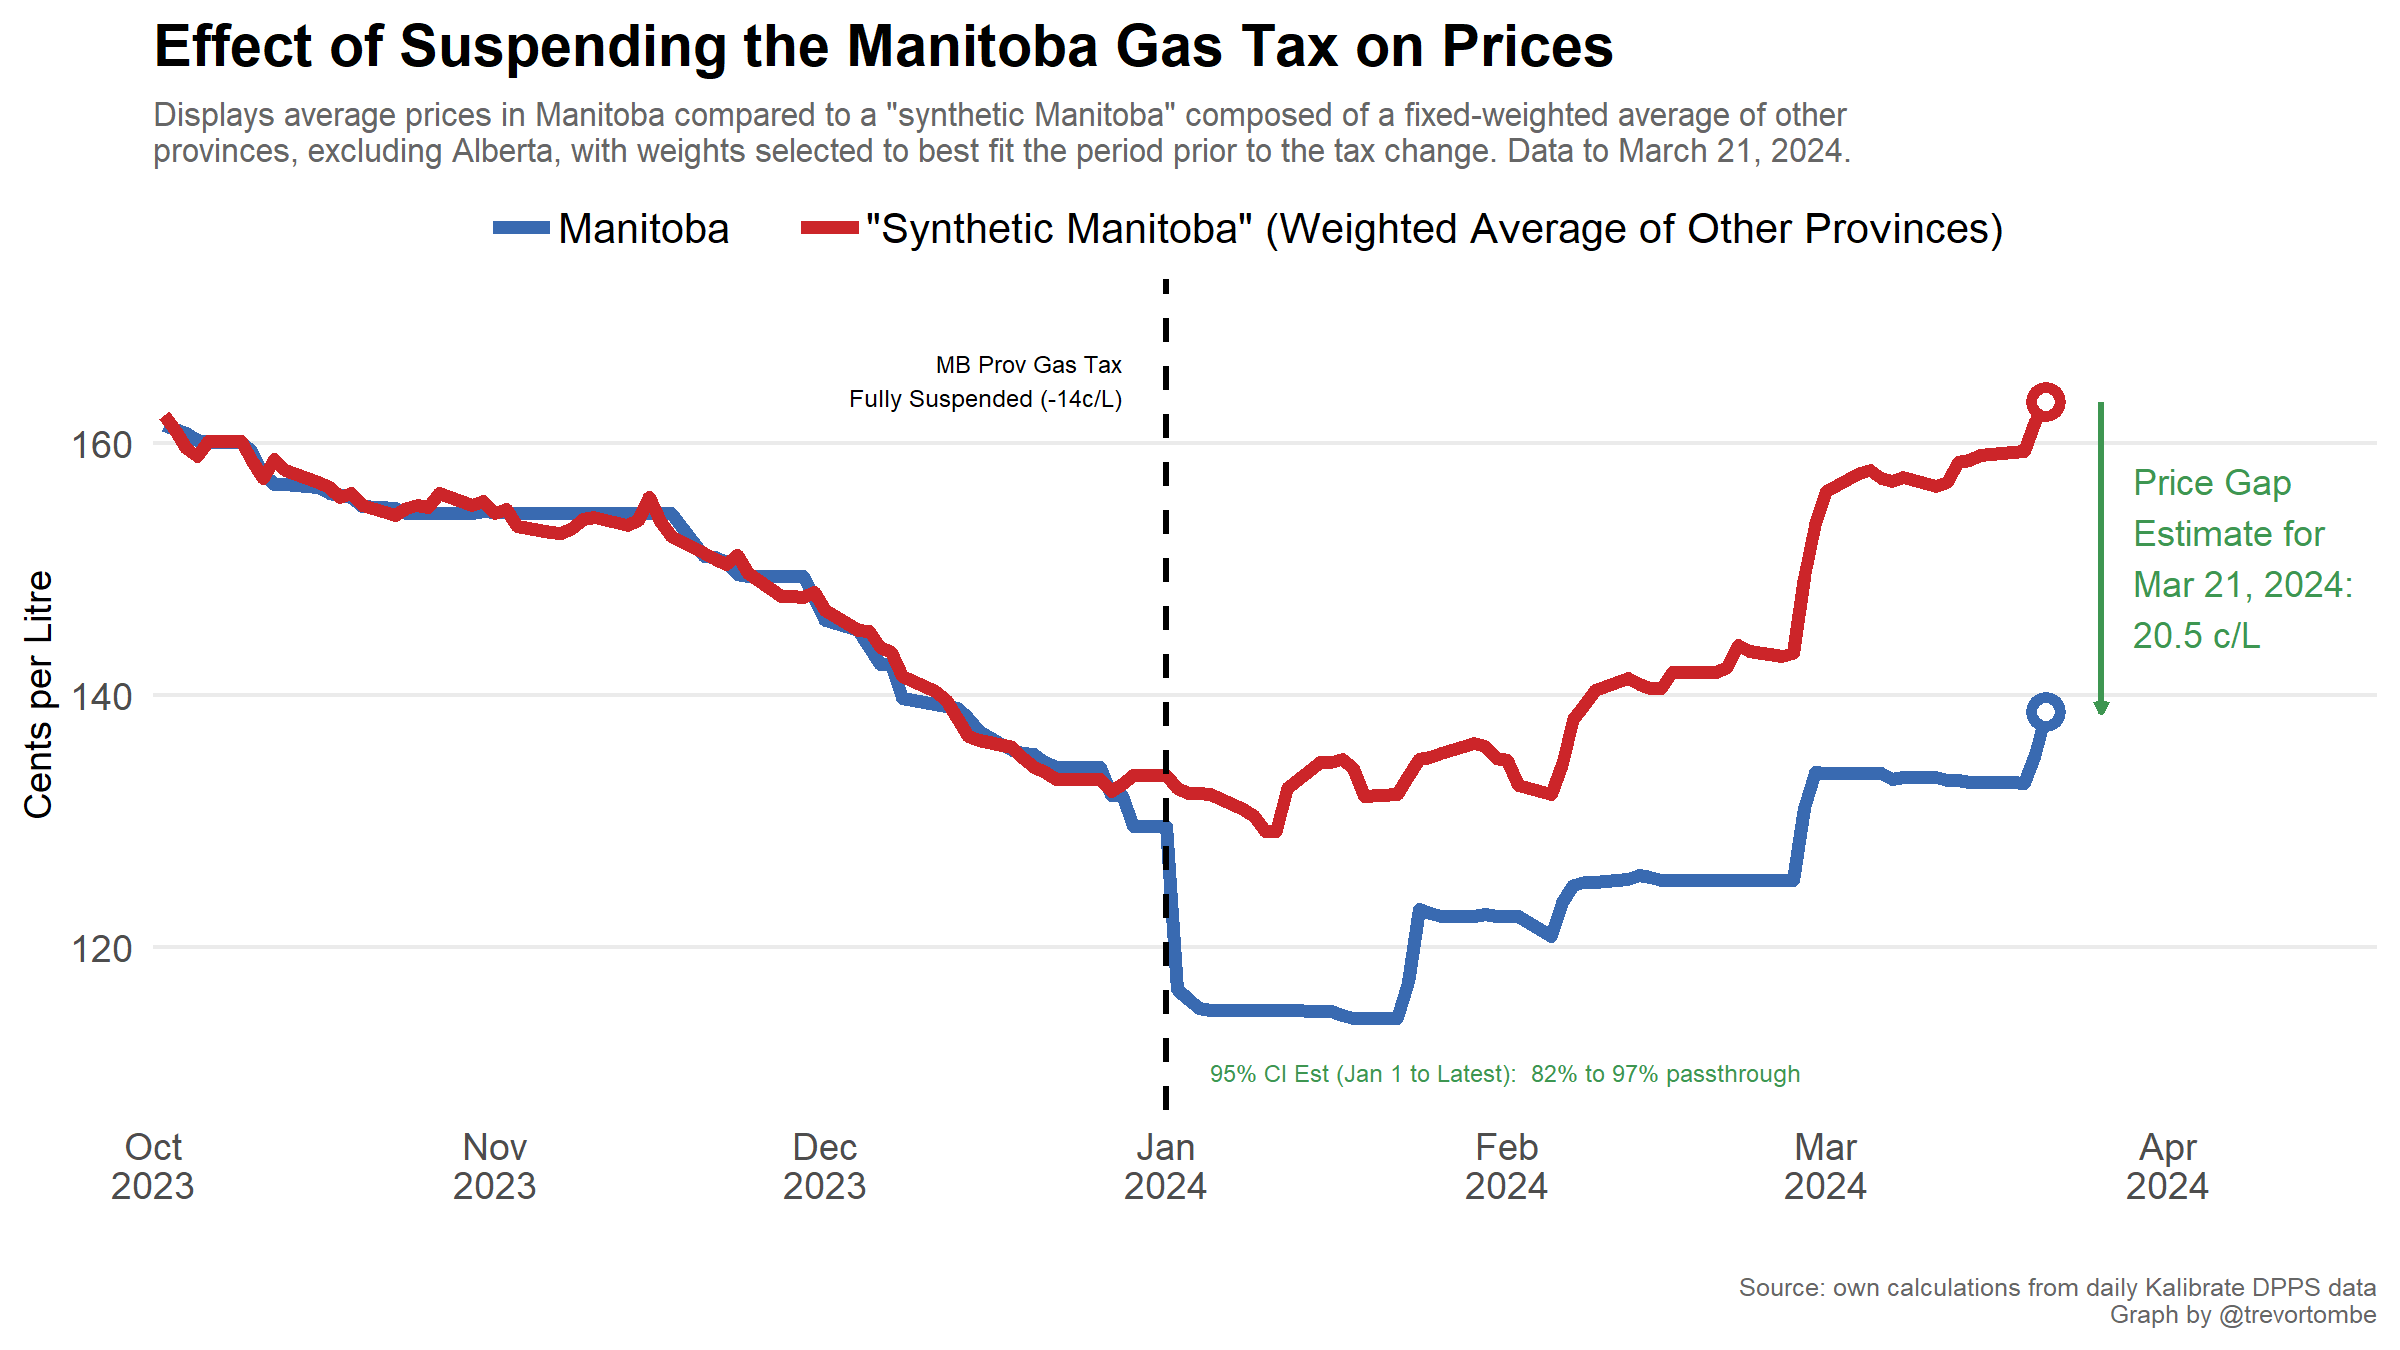 Effect of Suspending the Manitoba Gas Tax on Prices
Displays average prices in Manitoba compared to a "synthetic Manitoba" composed of a fixed-weighted average of other
provinces, excluding Alberta, with weights selected to best fit the period prior to the tax change. Data to March 21, 2024.
Manitoba
"Synthetic Manitoba" (Weighted Average of Other Provinces)
MB Prov Gas Tax
Fully Suspended (-14c/L)
160
140
120
Cents per Litre
Price Gap
Estimate for
Mar 21, 2024:
20.5 c/L
95% CI Est (Jan 1 to Latest):  82% to 97% passthrough
Oct
2023
Nov
2023
Dec
2023
Jan
2024
Feb
2024
Mar
2024
Apr
2024
Source: own calculations from daily Kalibrate DPPS data
Graph by @trevortombe